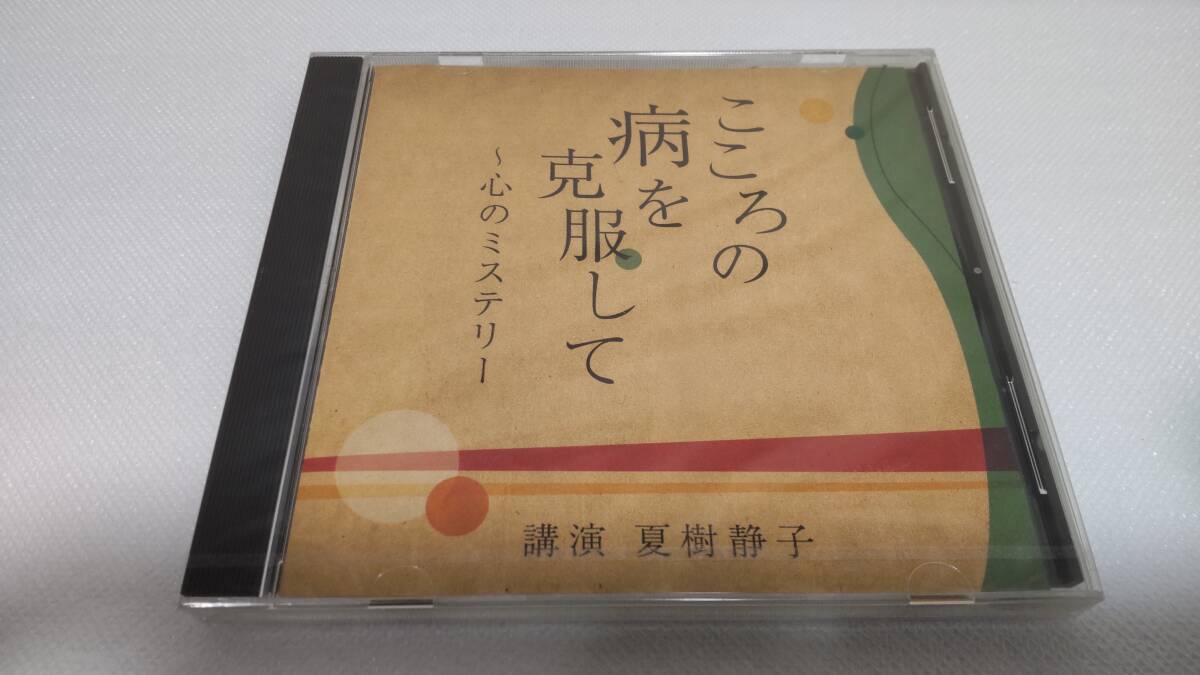 こころの
病を
克服して
～心のミステリー
講演 夏樹静子